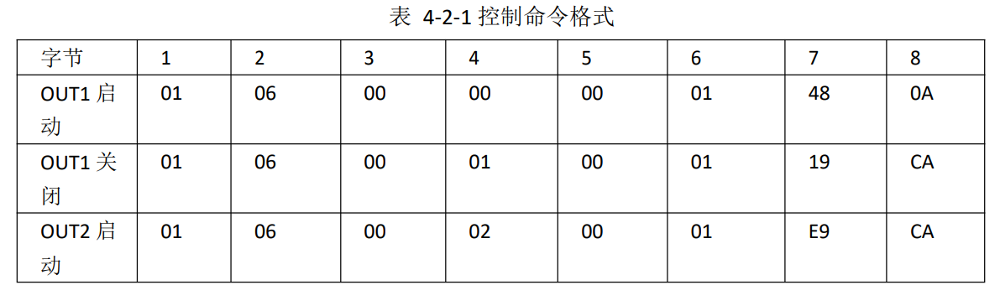 表 4-2-1 控制命令格式
字节 1 2 3 4 5 6 7 8
OUT1 启 01 06 00 00 00 01 48 0A
动
OUT1 关 01 06 00 01 00 01 19 CA
闭
OUT2 启 01 06 00 02 00 01 E9 CA
动